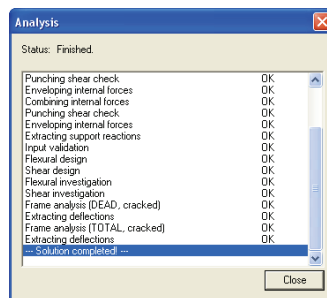 Analysis
Status: Finished.
Punching shear check OK
Enveloping internal forces OK
Combining internal forces OK
Punching shear check OK
Enveloping internal forces OK
Extracting support reactions OK
Input validation OK
Flexural design OK
Shear design OK
Flexural investigation OK
Shear investigation OK
Frame analysis (DEAD, cracked) OK
Extracting deflections OK
Frame analysis (TOTAL, cracked) OK
Extracting deflections OK
--- Solution completed! ---
Close